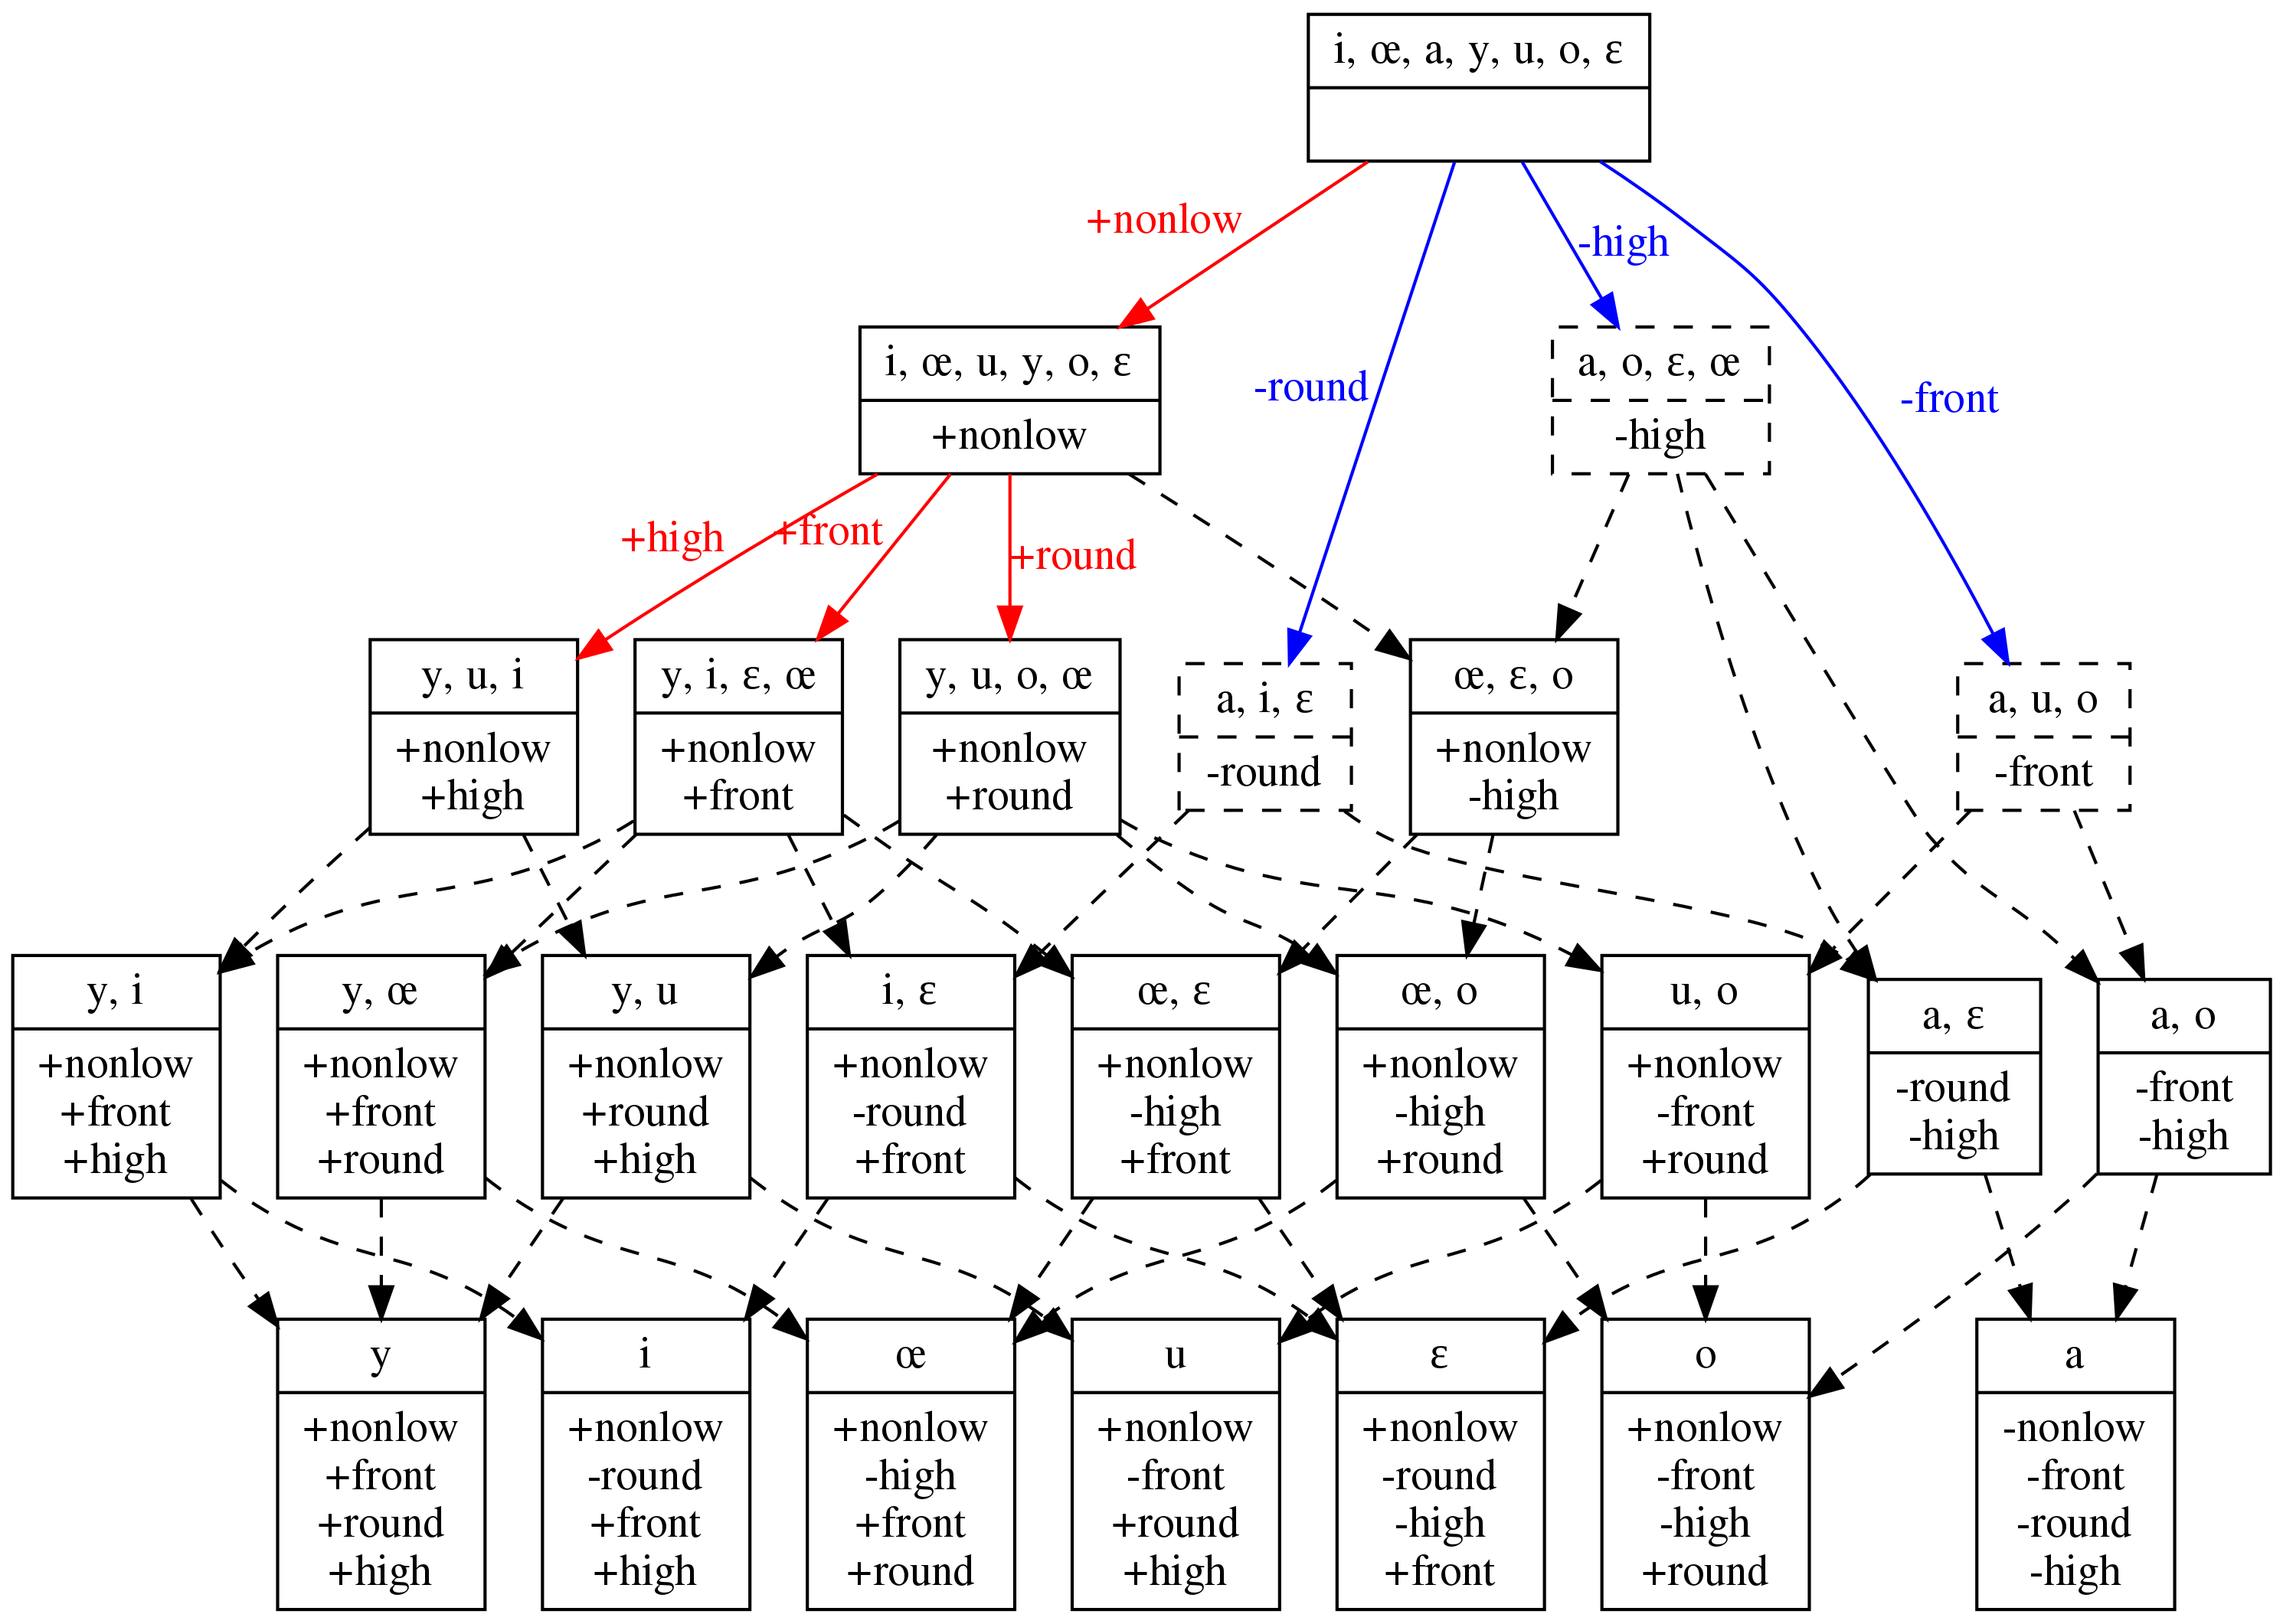 i, œ, a, y, u, o, ε
+nonlow
-high
-round
-front
i, œ, u, y, o, ε
+nonlow
a, o, ε, œ
-high
+high
+front
+round
y, u, i
+nonlow
+high
y, i, ε, œ
+nonlow
+front
y, u, o, œ
+nonlow
+round
a, i, ε
-round
œ, ε, o
+nonlow
-high
a, u, o
-front
y, i
+nonlow
+front
+high
y, œ
+nonlow
+front
+round
y, u
+nonlow
+round
+high
i, ε
+nonlow
-round
+front
œ, ε
+nonlow
-high
+front
œ, o
+nonlow
-high
+round
u, o
+nonlow
-front
+round
a, ε
-round
-high
a, o
-front
-high
y
+nonlow
+front
+round
+high
i
+nonlow
-round
+front
+high
œ
+nonlow
-high
+front
+round
u
+nonlow
-front
+round
+high
ε
+nonlow
-round
-high
+front
o
+nonlow
-front
-high
+round
a
-nonlow
-front
-round
-high